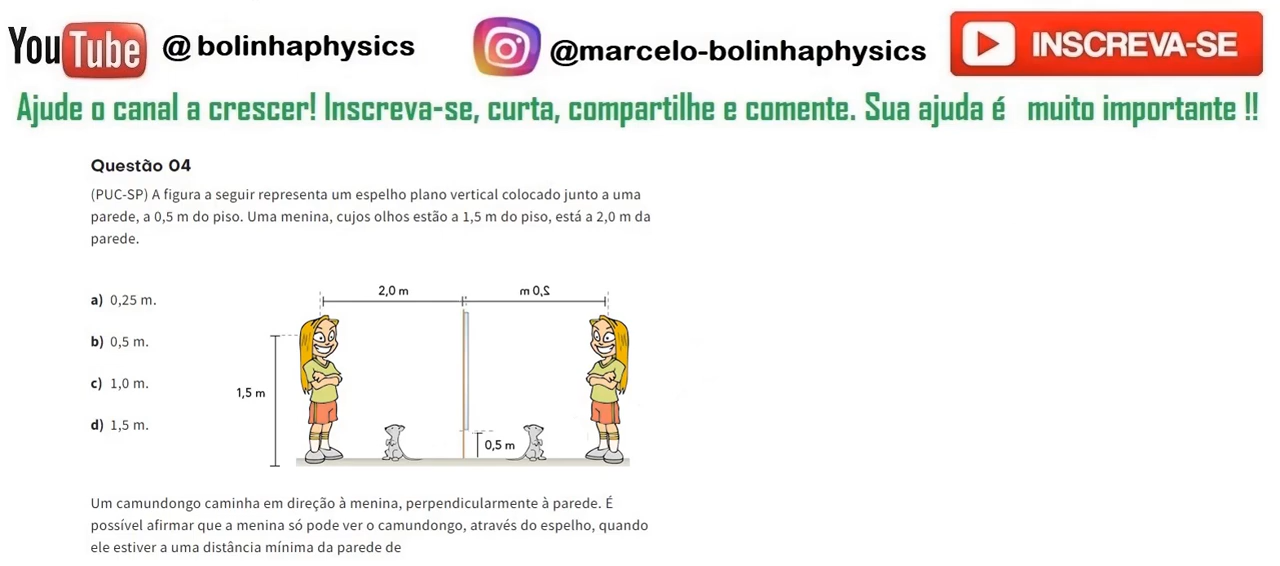 YouTube @bolinhaphysics @marcelo-bolinhaphysics INSCREVA-SE
Ajude o canal a crescer! Inscreva-se, curta, compartilhe e comente. Sua ajuda é muito importante !!
Questão 04
(PUC-SP) A figura a seguir representa um espelho plano vertical colocado junto a uma
parede, a 0,5 m do piso. Uma menina, cujos olhos estão a 1,5 m do piso, está a 2,0 m da
parede.
a) 0,25 m.
b) 0,5 m.
c) 1,0 m.
d) 1,5 m.
2,0 m
2,0 m
1,5 m
0,5 m
Um camundongo caminha em direção à menina, perpendicularmente à parede. É
possível afirmar que a menina só pode ver o camundongo, através do espelho, quando
ele estiver a uma distância mínima da parede de